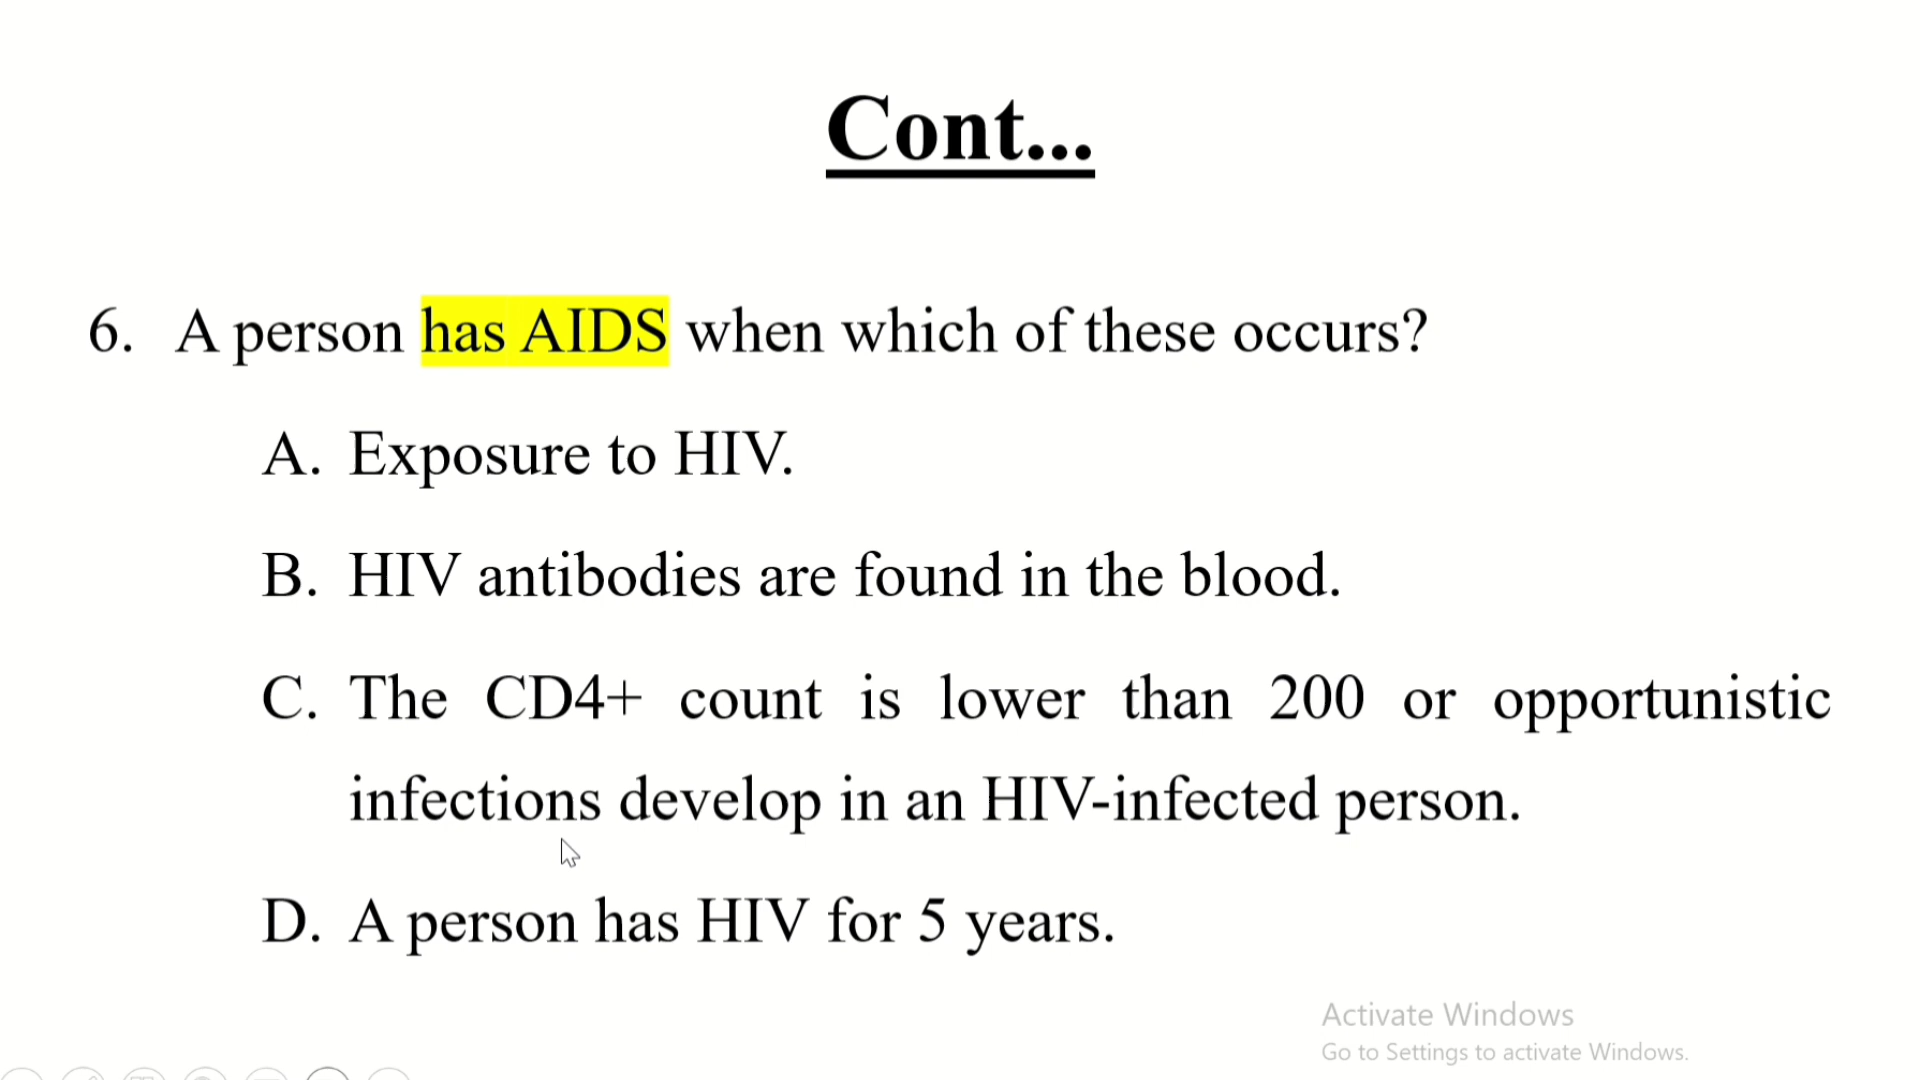 Cont...
6. A person has AIDS when which of these occurs?
A. Exposure to HIV.
B. HIV antibodies are found in the blood.
C. The CD4+ count is lower than 200 or opportunistic
infections develop in an HIV-infected person.
D. A person has HIV for 5 years.
Activate Windows
Go to Settings to activate Windows.